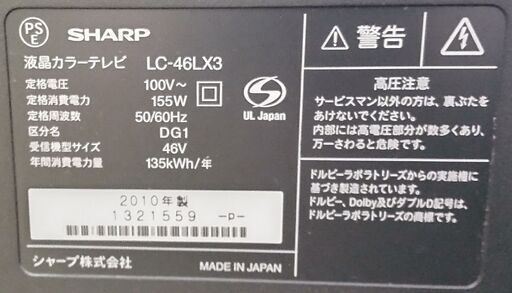 PS
E
SHARP
液晶カラーテレビ LC-46LX3
定格電圧 100V~
定格消費電力 155W
定格周波数 50/60Hz
区分名 DG1
受信機型サイズ 46V
年間消費電力量 135kWh/年
UL Japan
2010年製
1321559 -p-
シャープ株式会社 MADE IN JAPAN
警告
高圧注意
サービスマン以外の方は、裏ぶたを
あけないでください。
内部には高電圧部分が数多くあり、
万一さわると危険です。
ドルビーラボラトリーズからの実施権に
基づき製造されています。
ドルビー、Dolby及びダブルD記号は、
ドルビーラボラトリーズの商標です。